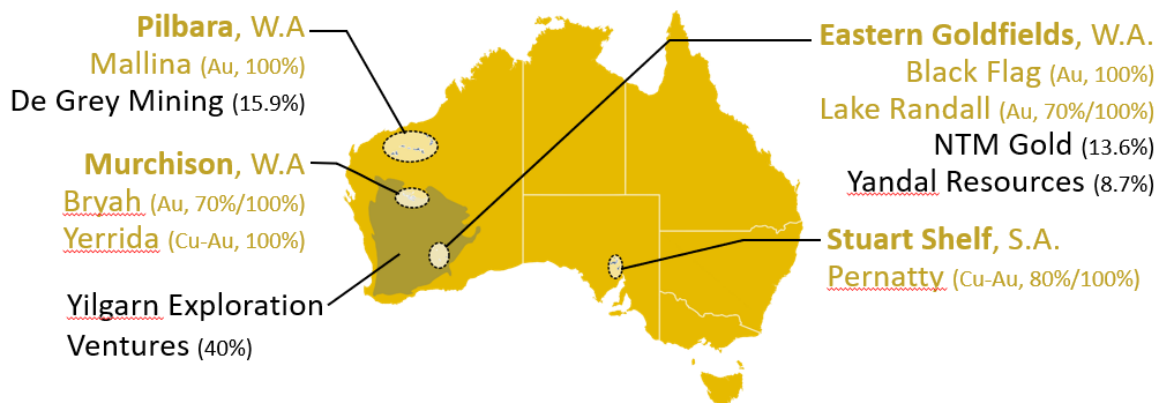 Pilbara, W.A
Mallina (Au, 100%)
De Grey Mining (15.9%)
Murchison, W.A
Bryah (Au, 70%/100%)
Yerrida (Cu-Au, 100%)
Yilgarn Exploration
Ventures (40%)
Eastern Goldfields, W.A.
Black Flag (Au, 100%)
Lake Randall (Au, 70%/100%)
NTM Gold (13.6%)
Yandal Resources (8.7%)
Stuart Shelf, S.A.
Pernatty (Cu-Au, 80%/100%)